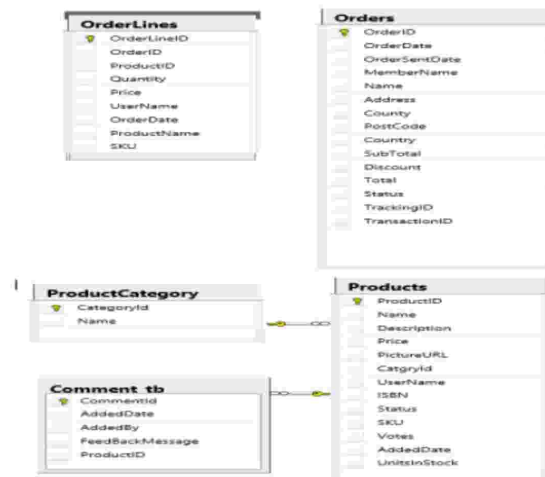 OrderLines
OrderLineID
OrderID
ProductID
Quantity
Price
UserName
OrderDate
ProductName
SKU
Orders
OrderID
OrderDate
OrderSentDate
MemberName
Name
Address
County
PostCode
Country
SubTotal
Discount
Total
Status
TrackingID
TransactionID
ProductCategory
CategoryId
Name
Comment_tb
CommentId
AddedDate
AddedBy
FeedBackMessage
ProductID
Products
ProductID
Name
Description
Price
PictureURL
CatgryId
UserName
ISBN
Status
SKU
Votes
AddedDate
UnitsInStock